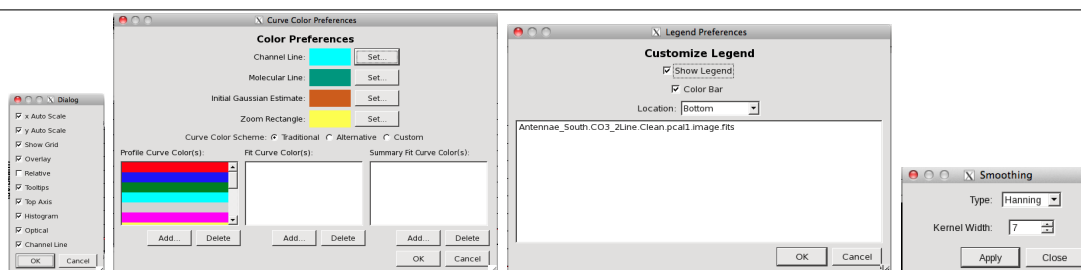 Dialog
x Auto Scale
y Auto Scale
Show Grid
Overlay
Relative
Tooltips
Top Axis
Histogram
Optical
Channel Line
OK Cancel
Curve Color Preferences
Color Preferences
Channel Line: Set...
Molecular Line: Set...
Initial Gaussian Estimate: Set...
Zoom Rectangle: Set...
Curve Color Scheme: Traditional Alternative Custom
Profile Curve Color(s): Fit Curve Color(s): Summary Fit Curve Color(s):
Add... Delete Add... Delete Add... Delete
OK Cancel
Legend Preferences
Customize Legend
Show Legend
Color Bar
Location: Bottom
Antennae_South.CO3_2Line.Clean.pcal1.image.fits
OK Cancel
Smoothing
Type: Hanning
Kernel Width: 7
Apply Close